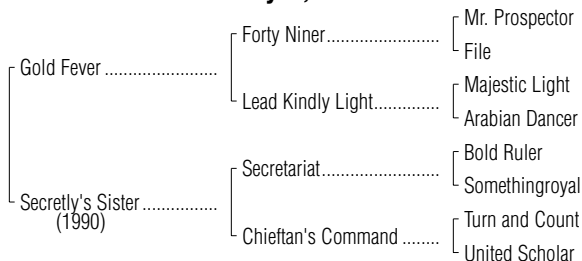 Mr. Prospector
Forty Niner........................
File
Gold Fever ........................
Majestic Light
Lead Kindly Light..............
Arabian Dancer
Bold Ruler
Secretariat.........................
Somethingroyal
Secretly's Sister ................
(1990)
Turn and Count
Chieftan's Command ........
United Scholar